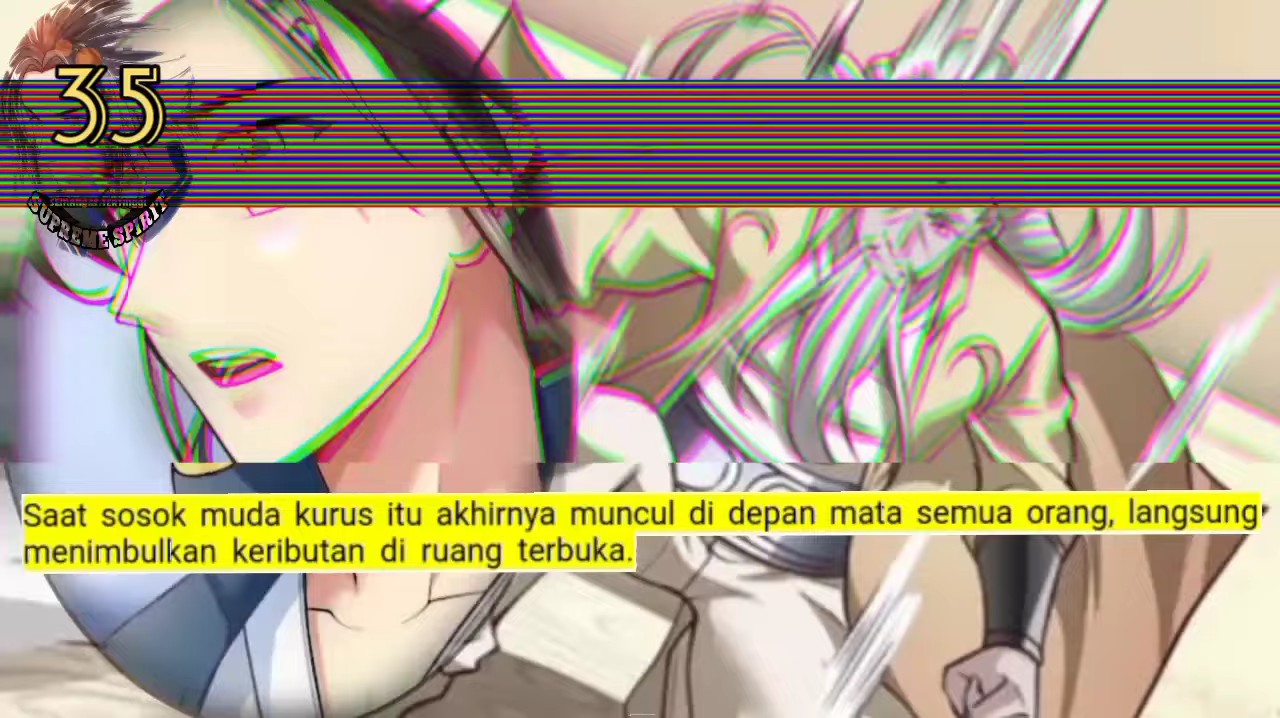 35
SUPREME SPIRIT
Saat sosok muda kurus itu akhirnya muncul di depan mata semua orang, langsung
menimbulkan keributan di ruang terbuka.